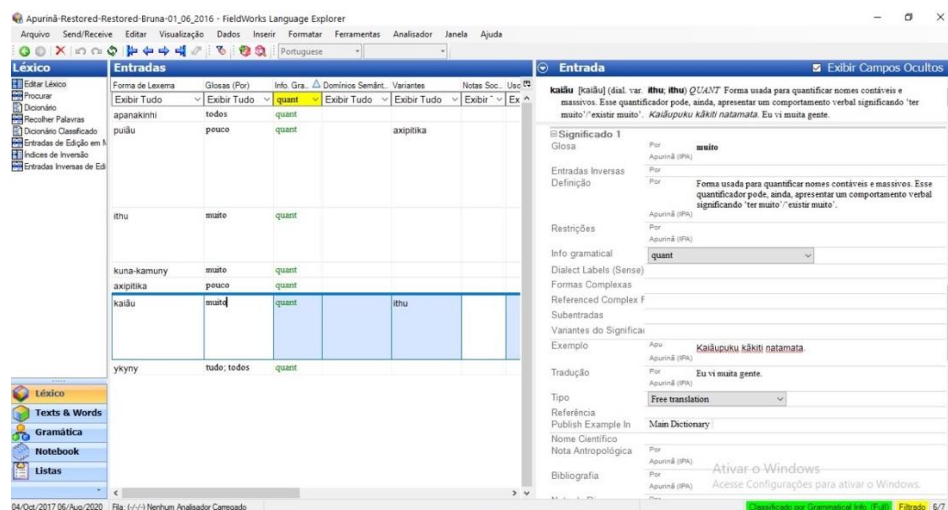 Apurinã-Restored-Restored-Bruna-01_06_2016 - FieldWorks Language Explorer
Arquivo Send/Receive Editar Visualização Dados Inserir Formatar Ferramentas Analisador Janela Ajuda
Portuguese
Léxico
Editar Léxico
Procurar
Dicionário
Recolher Palavras
Dicionário Classificado
Entradas de Edição em
Índices de Inversão
Entradas Inversas de Edi
Léxico
Texts & Words
Gramática
Notebook
Listas
Entradas
Forma de Lexema Glosas (Por) Info. Gra.. Domínios Semânt.. Variantes Notas Soc.. Uso
Exibir Tudo Exibir Tudo quant Exibir Tudo Exibir Tudo Exibir Ex
apanakinhi todos quant
puiãu pouco quant axipitika
ithu muito quant
kuna-kamuny muito quant
axipitika pouco quant
kaiãu muito quant ithu
ykyny tudo; todos quant
Entrada Exibir Campos Ocultos
kaiãu [kaiãu] (dial. var. ithu; ithu) QUANT Forma usada para quantificar nomes contáveis e
massivos. Esse quantificador pode, ainda, apresentar um comportamento verbal significando ‘ter
muito’/‘existir muito’. Kaiãupuku kãkiti natamata. Eu vi muita gente.
Significado 1
Glosa Por muito
Apurinã (IPA)
Entradas Inversas Por
Definição Por Forma usada para quantificar nomes contáveis e massivos. Esse
quantificador pode, ainda, apresentar um comportamento verbal
significando ‘ter muito’/‘existir muito’.
Apurinã (IPA)
Restrições Por
Apurinã (IPA)
Info gramatical quant
Dialect Labels (Sense)
Formas Complexas
Referenced Complex F
Subentradas
Variantes do Significa
Exemplo Apu Kaiãupuku kãkiti natamata.
Apurinã (IPA)
Tradução Por Eu vi muita gente.
Apurinã (IPA)
Tipo Free translation
Referência
Publish Example In Main Dictionary
Nome Científico
Nota Antropológica Por
Apurinã (IPA)
Bibliografia Por
Apurinã (IPA)
Ativar o Windows
Acesse Configurações para ativar o Windows.
04/Oct/2017 06/Aug/2020 Fila: (-/-/-) Nenhum Analisador Carregado Classificado por Grammatical Info. (Full) Filtrado 6/7